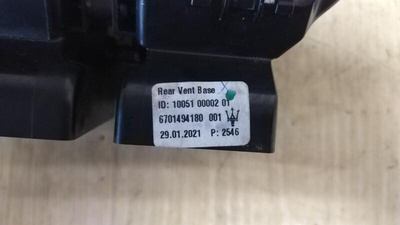 Rear Vent Base
ID: 10051 00002 01
6701494180 001
29.01.2021 P: 2546